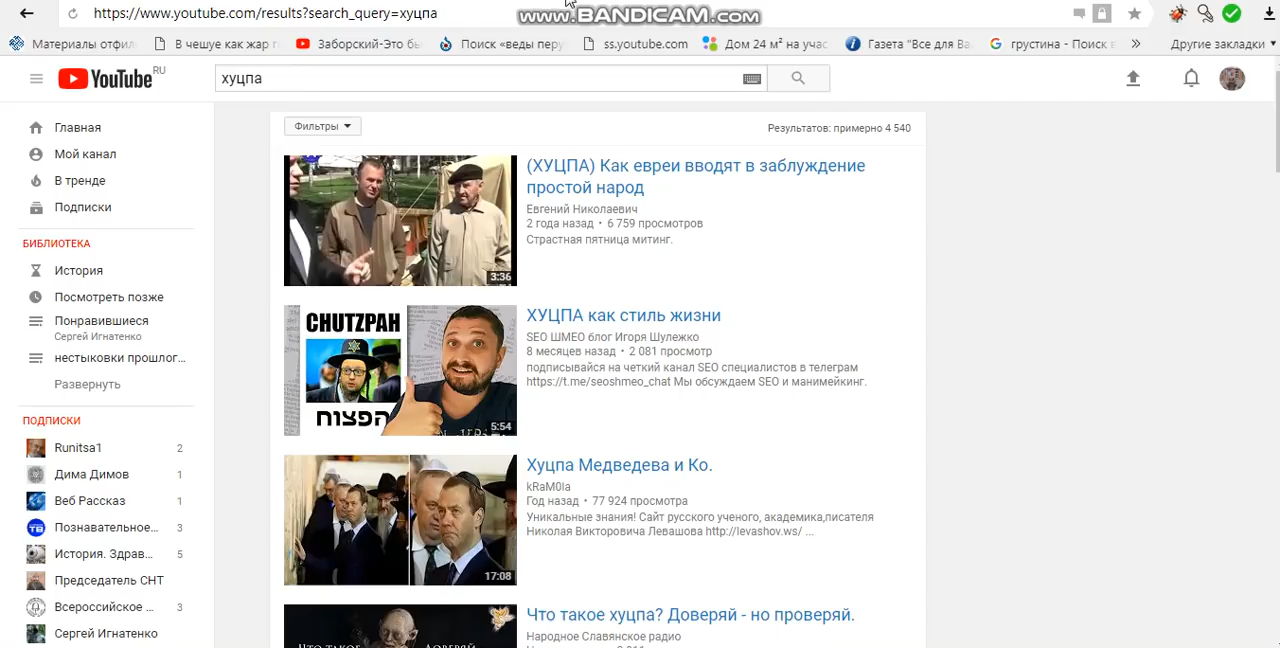 https://www.youtube.com/results?search_query=хуцпа
www.BANDICAM.com
Материалы отфил
В чешуе как жар г
Заборский-Это бы
Поиск «веды перу
ss.youtube.com
Дом 24 м² на учас
Газета "Все для Ва
грустина - Поиск в
»
Другие закладки
YouTube RU
хуцпа
Главная
Мой канал
В тренде
Подписки
БИБЛИОТЕКА
История
Посмотреть позже
Понравившиеся
Сергей Игнатенко
нестыковки прошлог...
Развернуть
ПОДПИСКИ
Runitsa1 2
Дима Димов 1
Веб Рассказ 1
Познавательное... 3
История. Здрав... 5
Председатель СНТ
Всероссийское ... 3
Сергей Игнатенко
Фильтры
Результатов: примерно 4 540
3:36
(ХУЦПА) Как евреи вводят в заблуждение
простой народ
Евгений Николаевич
2 года назад • 6 759 просмотров
Страстная пятница митинг.
CHUTZPAH
הפצוח
5:54
ХУЦПА как стиль жизни
SEO ШМЕО блог Игоря Шулежко
8 месяцев назад • 2 081 просмотр
подписывайся на четкий канал SEO специалистов в телеграм
https://t.me/seoshmeo_chat Мы обсуждаем SEO и манимейкинг.
17:08
Хуцпа Медведева и Ко.
kRaM0la
Год назад • 77 924 просмотра
Уникальные знания! Сайт русского ученого, академика,писателя
Николая Викторовича Левашова http://levashov.ws/ ...
Что такое хуцпа? Доверяй - но проверяй.
Народное Славянское радио